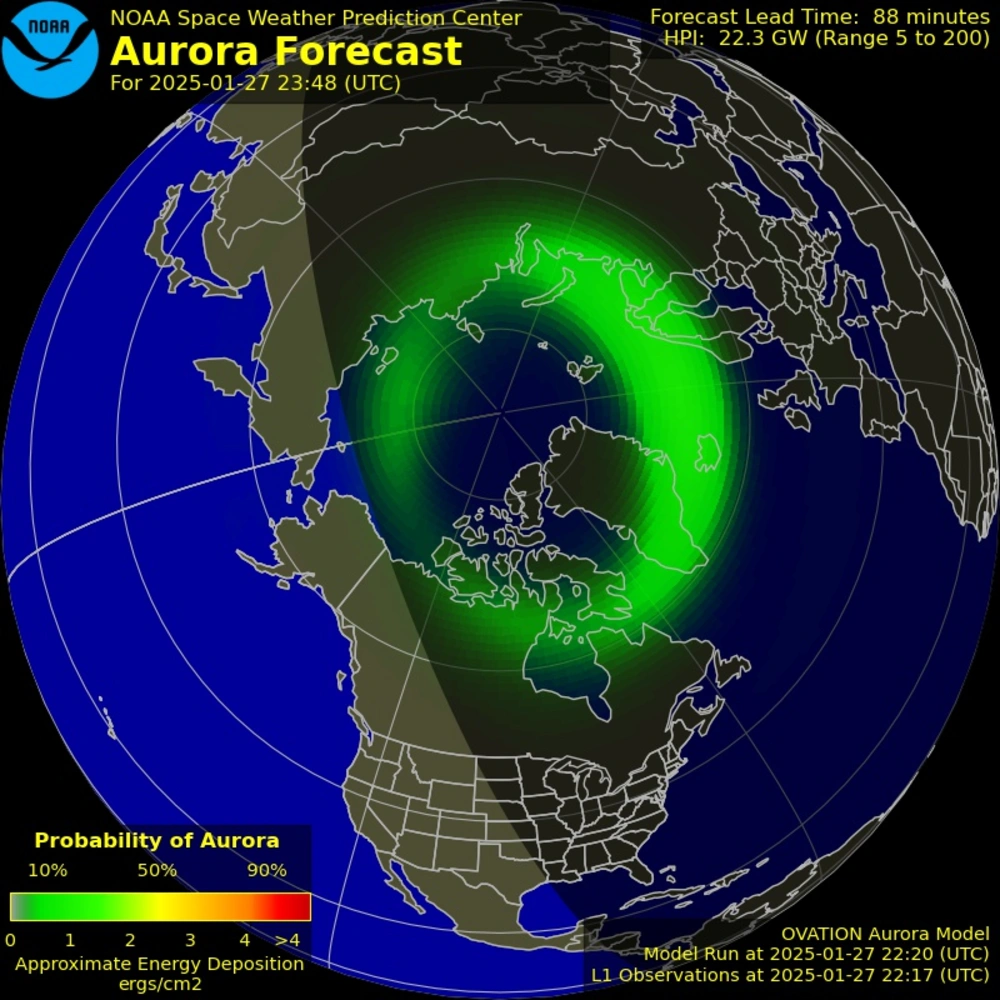 NOAA
NOAA Space Weather Prediction Center
Aurora Forecast
For 2025-01-27 23:48 (UTC)
Forecast Lead Time: 88 minutes
HPI: 22.3 GW (Range 5 to 200)
Probability of Aurora
10% 50% 90%
0 1 2 3 4 >4
Approximate Energy Deposition
ergs/cm2
OVATION Aurora Model
Model Run at 2025-01-27 22:20 (UTC)
L1 Observations at 2025-01-27 22:17 (UTC)